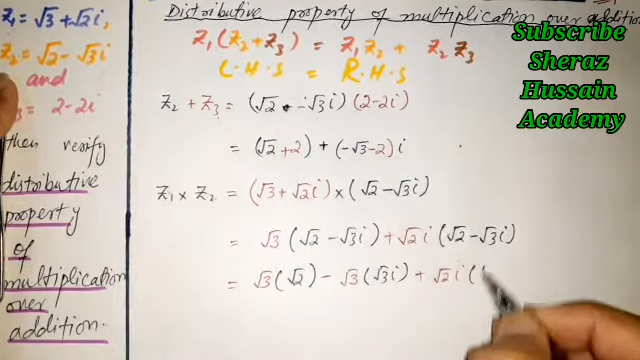 Distributive property of multiplication over addition
z₁ = √3 + √2i,
z₂ = √2 - √3i
and
= 2-2i
then verify
distributive
property
of
multiplication
over
addition.
z₁(z₂+z₃) = z₁z₂ + z₂z₃
L.H.S = R.H.S
z₂ + z₃ = (√2 - √3i)(2-2i)
= (√2+2) + (-√3-2)i
z₁ × z₂ = (√3+√2i)×(√2-√3i)
= √3(√2-√3i)+√2i(√2-√3i)
= √3(√2) - √3(√3i) + √2i(
Subscribe
Sheraz
Hussain
Academy